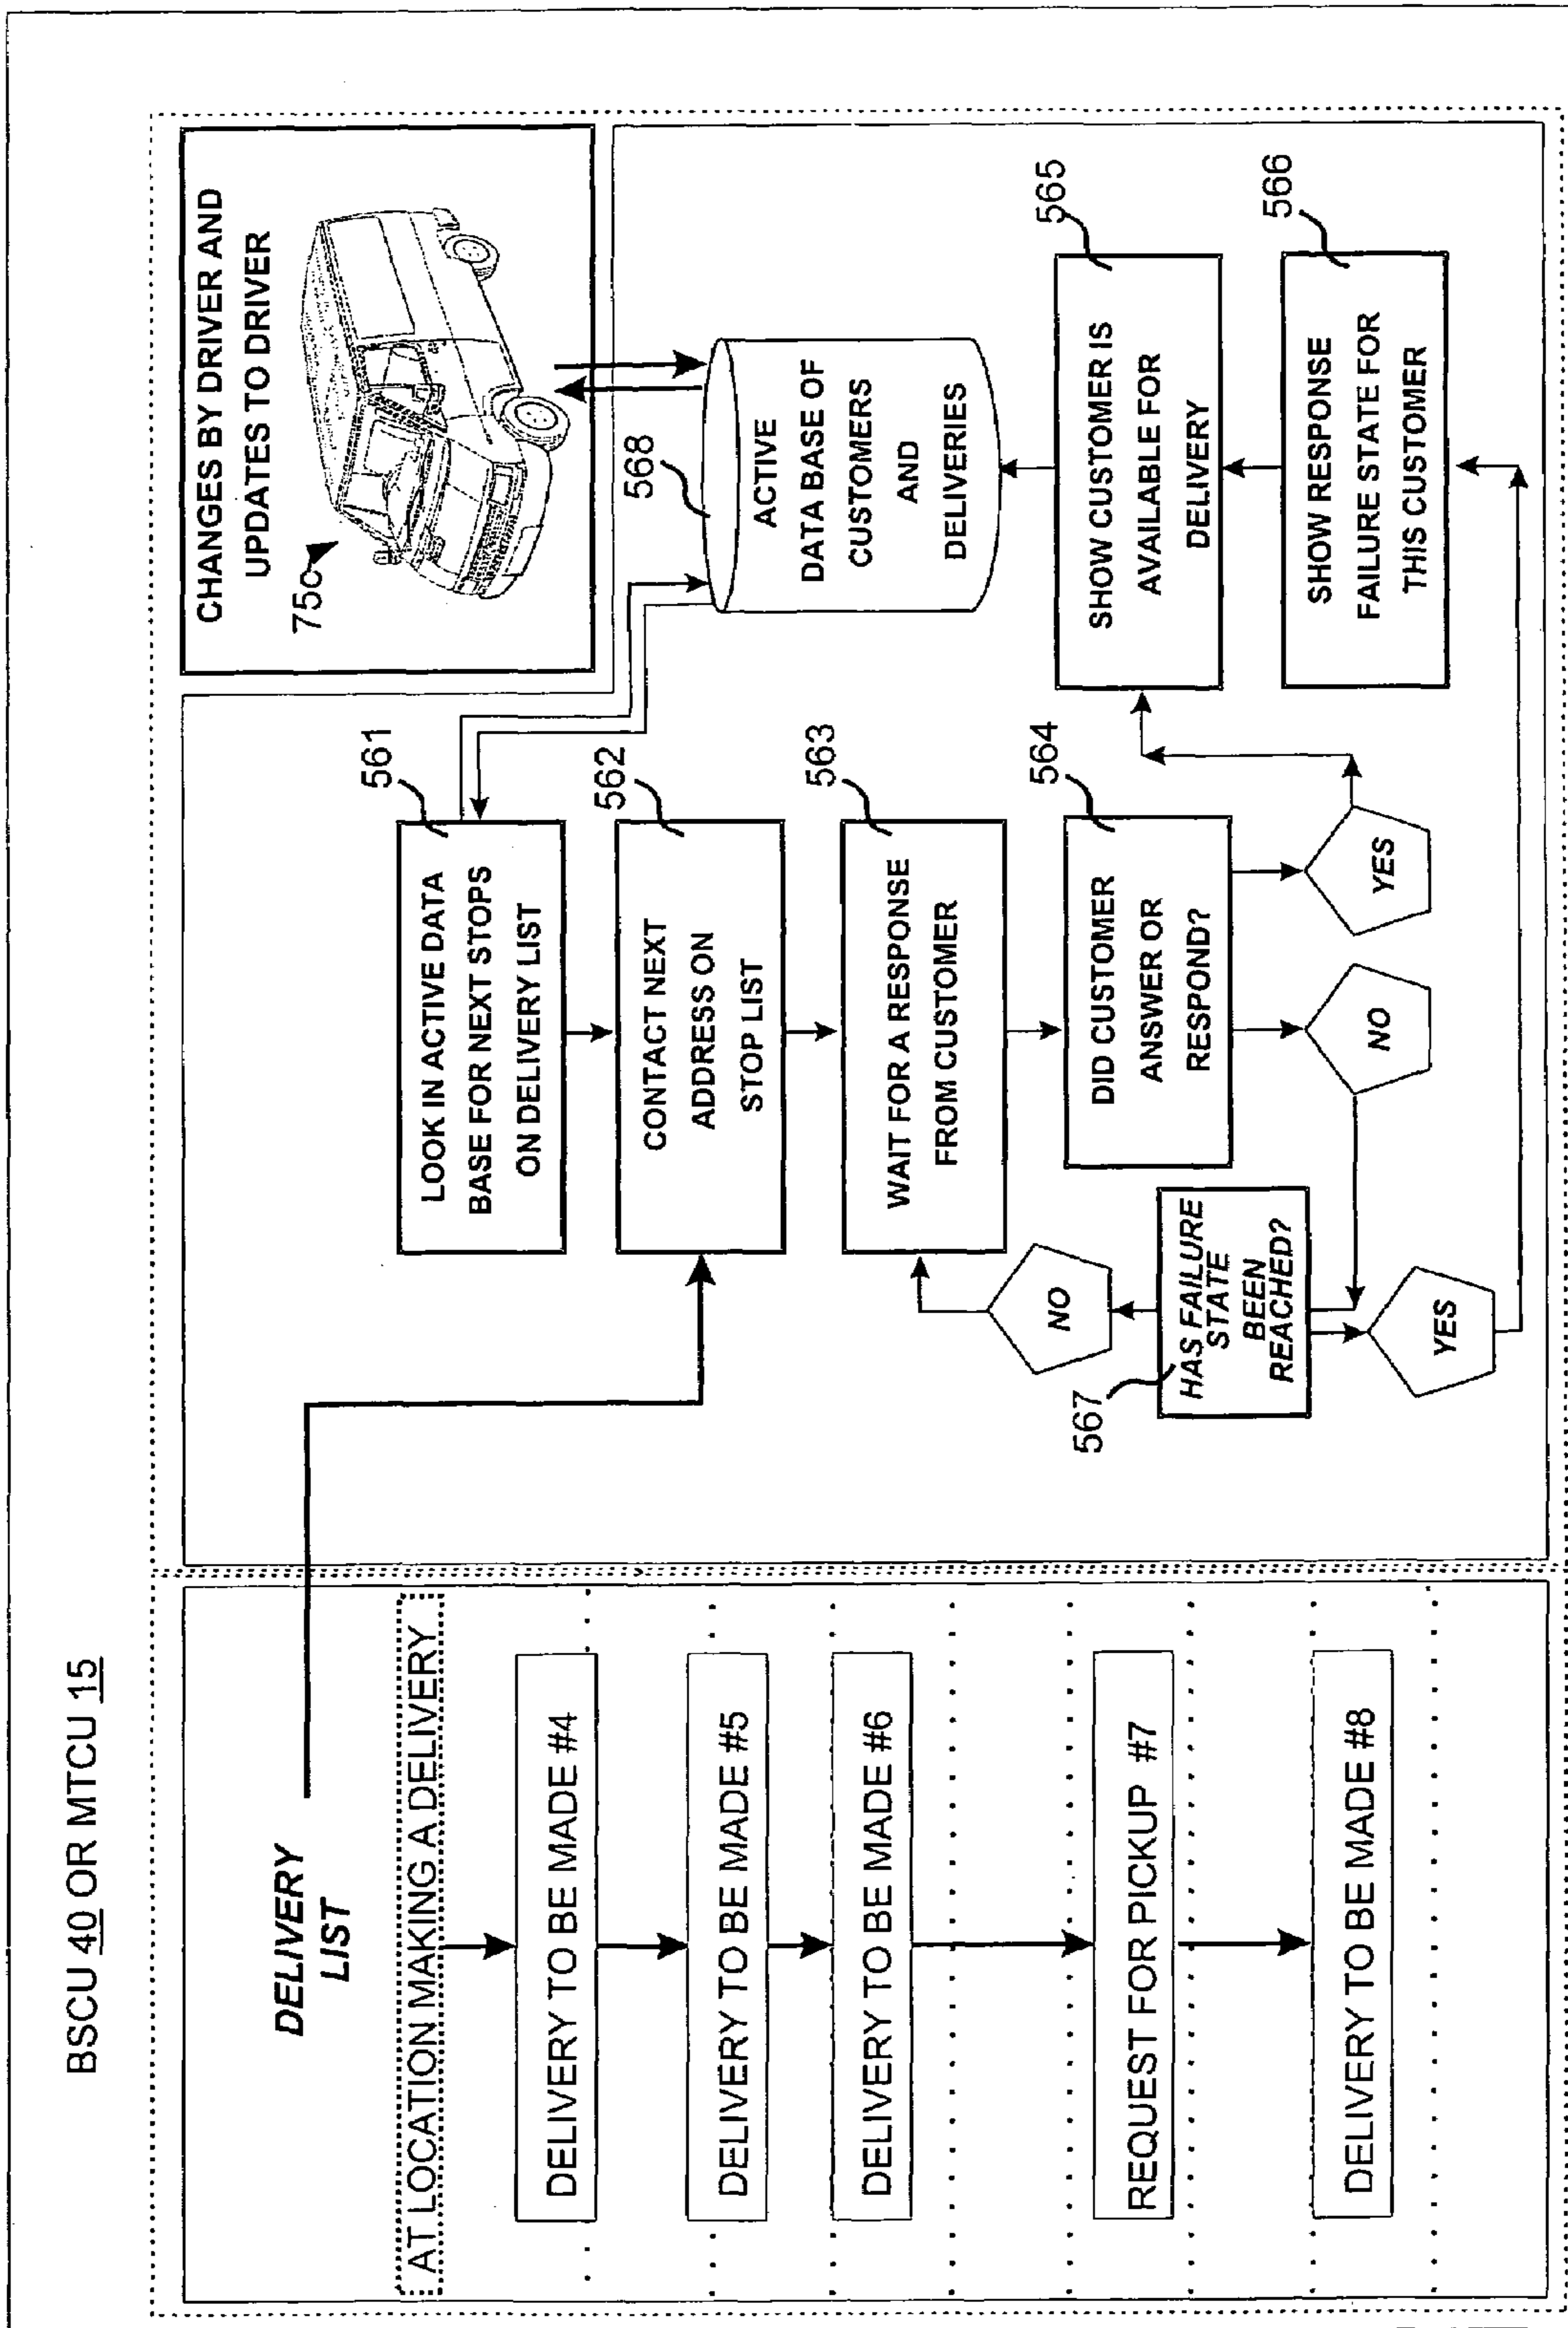 BSCU 40 OR MTCU 15
DELIVERY
LIST
AT LOCATION MAKING A DELIVERY
DELIVERY TO BE MADE #4
DELIVERY TO BE MADE #5
DELIVERY TO BE MADE #6
REQUEST FOR PICKUP #7
DELIVERY TO BE MADE #8
561
LOOK IN ACTIVE DATA
BASE FOR NEXT STOPS
ON DELIVERY LIST
562
CONTACT NEXT
ADDRESS ON
STOP LIST
563
WAIT FOR A RESPONSE
FROM CUSTOMER
564
DID CUSTOMER
ANSWER OR
RESPOND?
NO
567
HAS FAILURE
STATE
BEEN
REACHED?
YES
NO
YES
CHANGES BY DRIVER AND
UPDATES TO DRIVER
75c
568
ACTIVE
DATA BASE OF
CUSTOMERS
AND
DELIVERIES
565
SHOW CUSTOMER IS
AVAILABLE FOR
DELIVERY
566
SHOW RESPONSE
FAILURE STATE FOR
THIS CUSTOMER